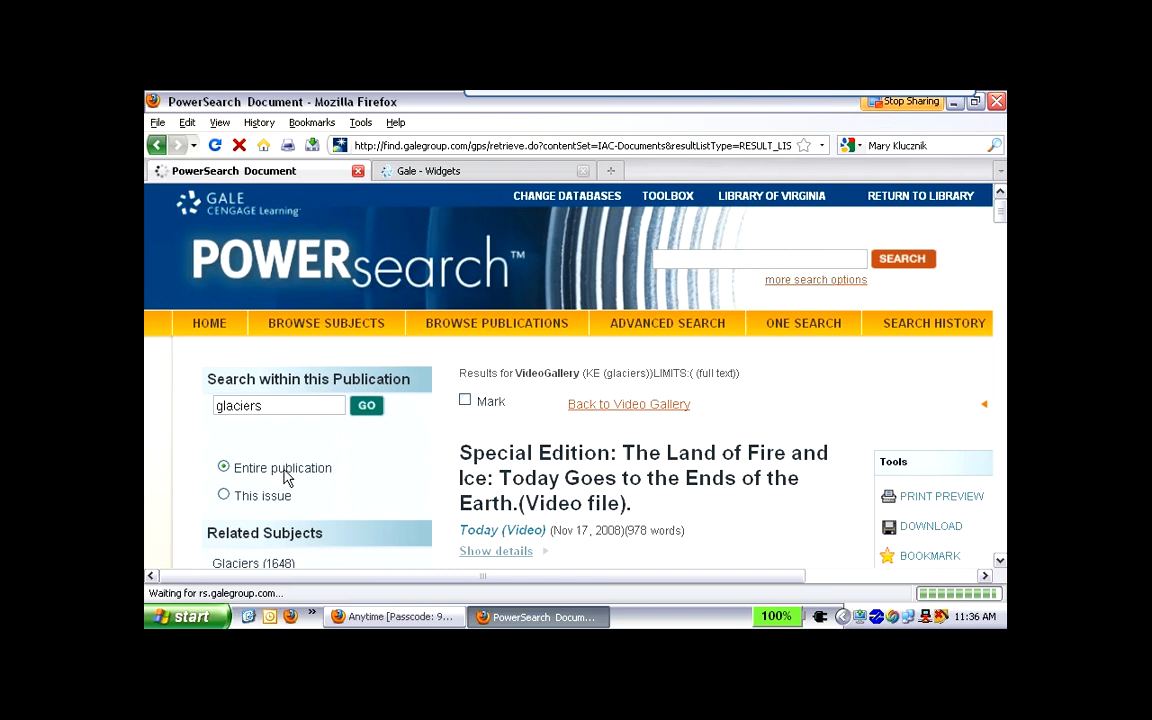 PowerSearch Document - Mozilla Firefox
Stop Sharing
File Edit View History Bookmarks Tools Help
http://find.galegroup.com/gps/retrieve.do?contentSet=IAC-Documents&resultListType=RESULT_LIS
Mary Klucznik
PowerSearch Document
Gale - Widgets
GALE
CENGAGE Learning
CHANGE DATABASES TOOLBOX LIBRARY OF VIRGINIA RETURN TO LIBRARY
POWERsearch™
SEARCH
more search options
HOME BROWSE SUBJECTS BROWSE PUBLICATIONS ADVANCED SEARCH ONE SEARCH SEARCH HISTORY
Search within this Publication
glaciers GO
Entire publication
This issue
Related Subjects
Glaciers (1648)
Results for VideoGallery (KE (glaciers))LIMITS:( (full text))
Mark Back to Video Gallery
Special Edition: The Land of Fire and
Ice: Today Goes to the Ends of the
Earth.(Video file).
Today (Video) (Nov 17, 2008)(978 words)
Show details
Tools
PRINT PREVIEW
DOWNLOAD
BOOKMARK
Waiting for rs.galegroup.com...
start
Anytime [Passcode: 9...
PowerSearch Docum...
100%
11:36 AM